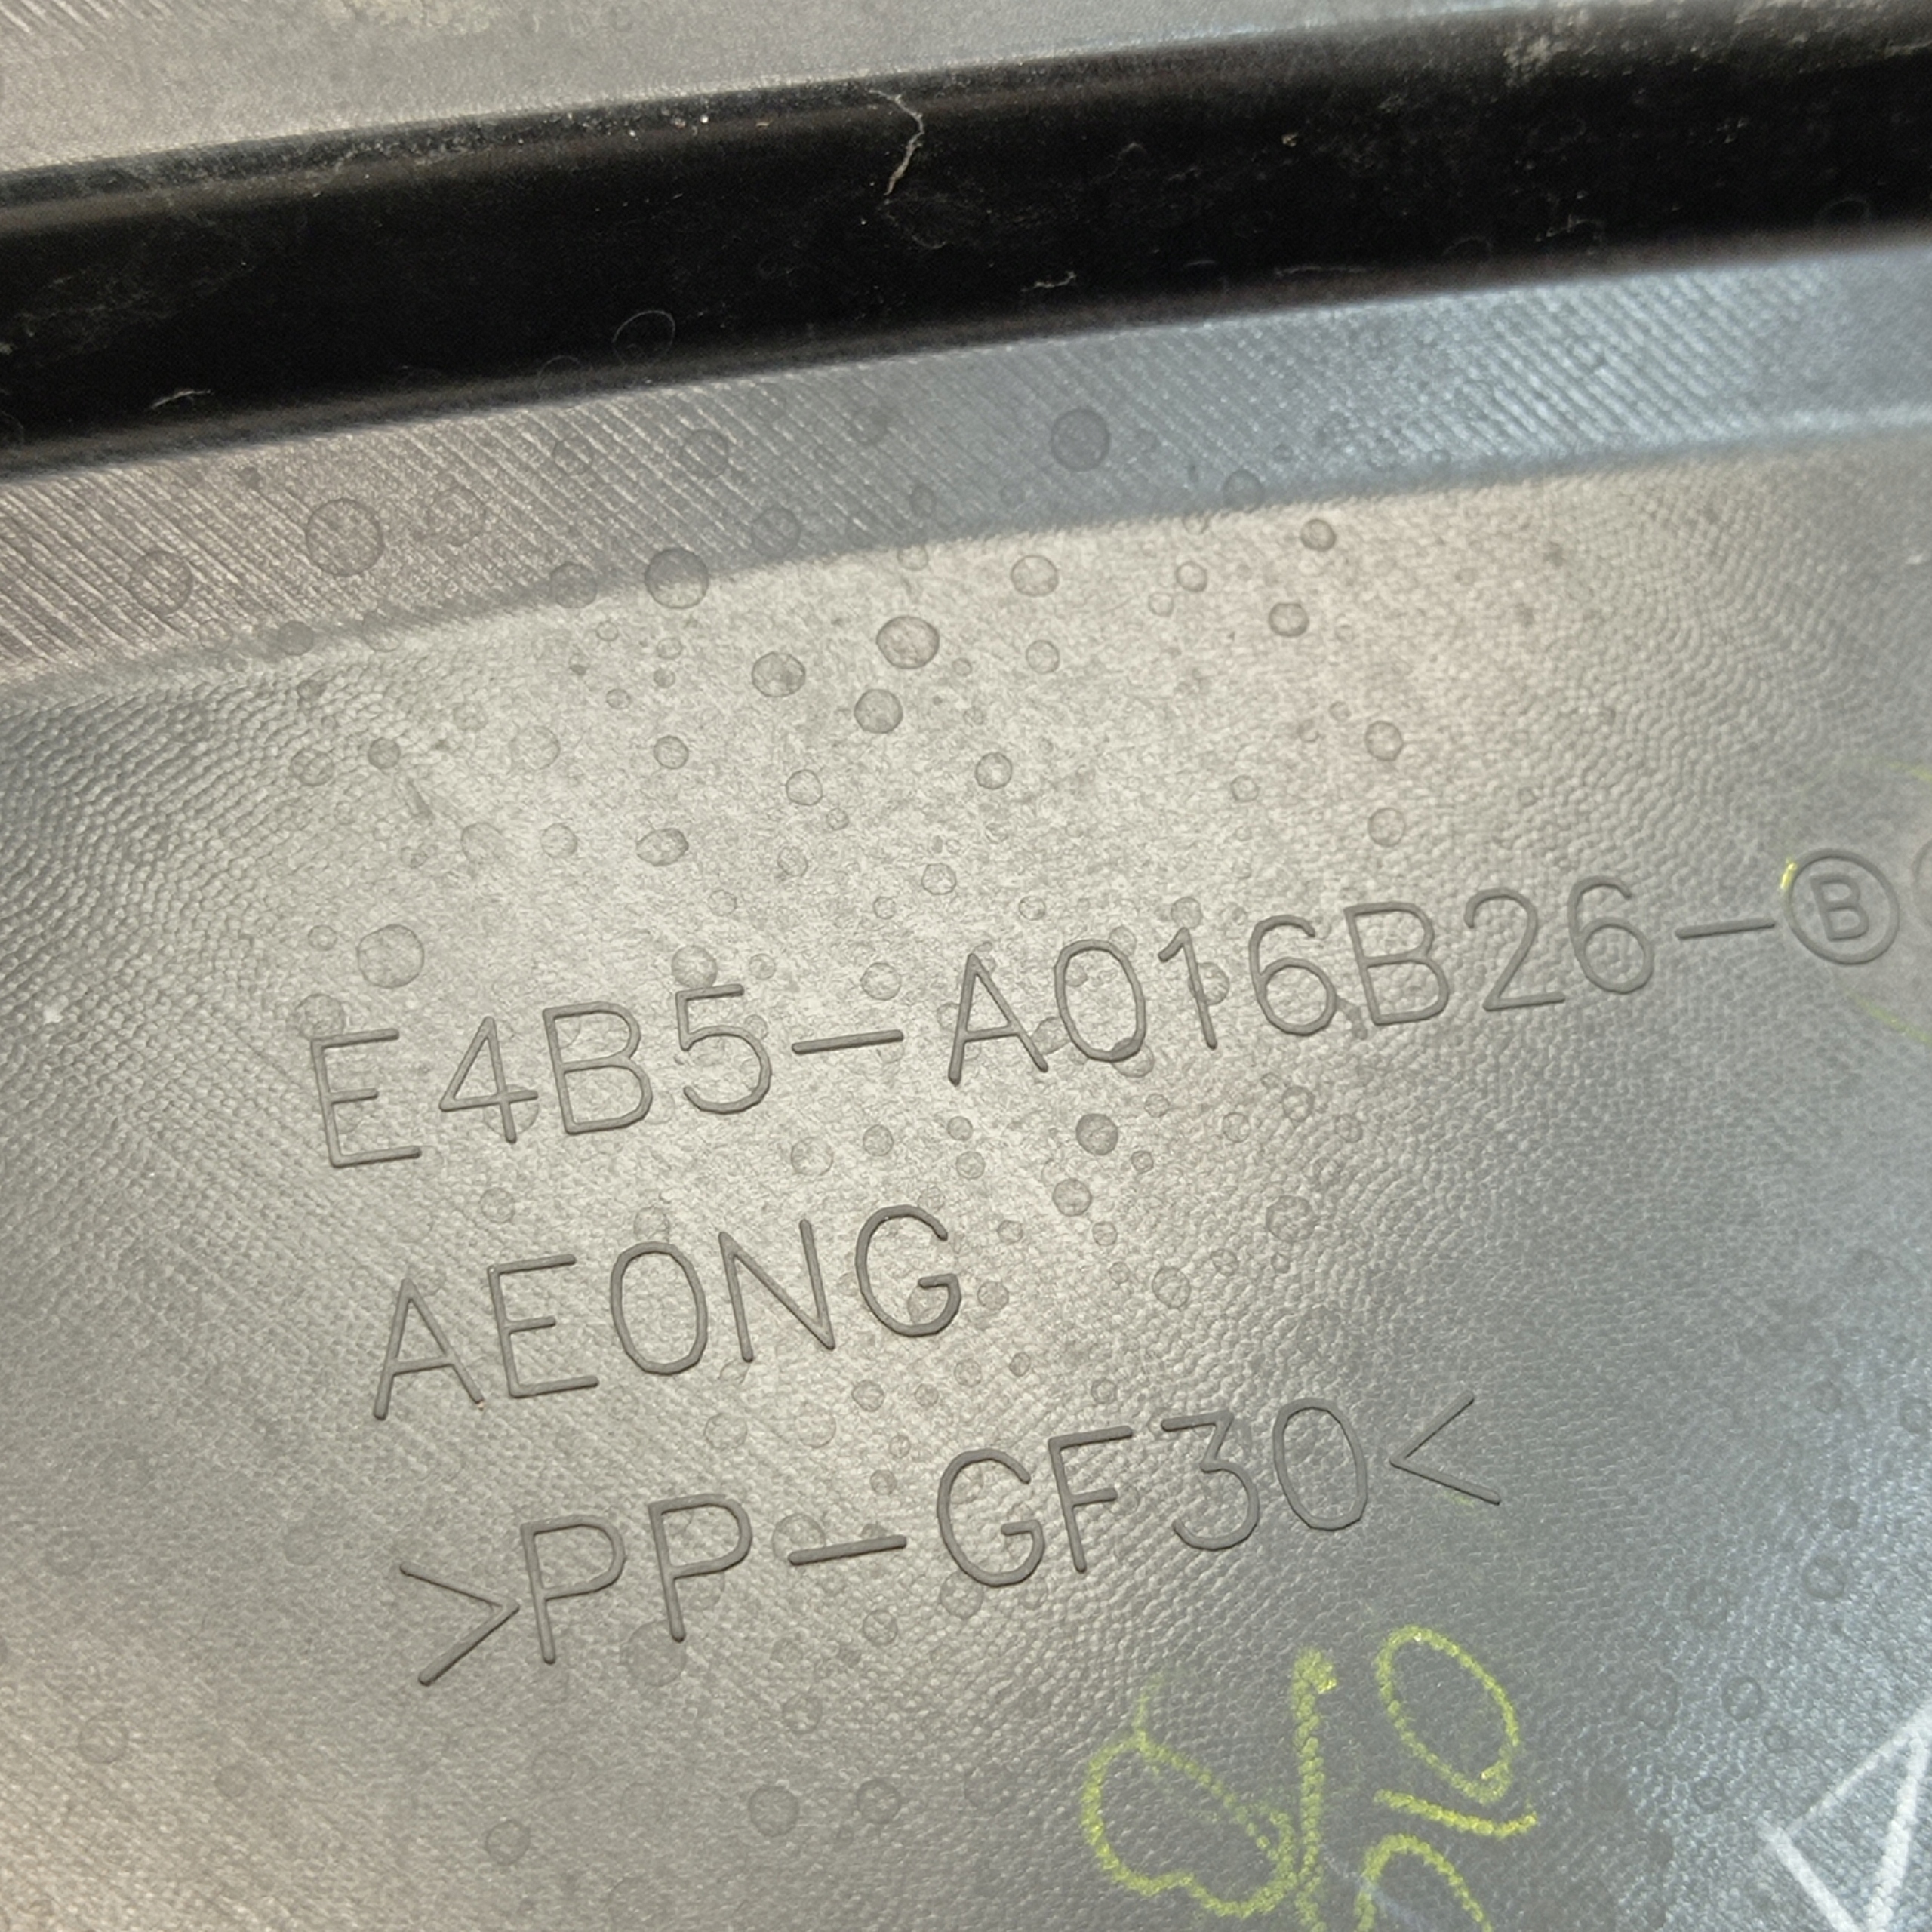 E4B5-A016B26-Ⓑ
AEONG
>PP-GF30<